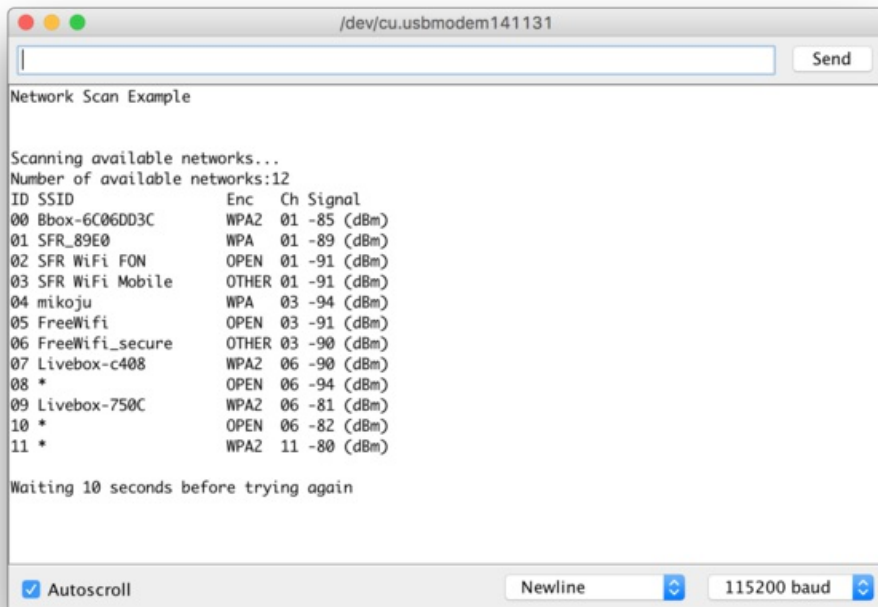 /dev/cu.usbmodem141131
Send
Network Scan Example
Scanning available networks...
Number of available networks:12
ID SSID Enc Ch Signal
00 Bbox-6C06DD3C WPA2 01 -85 (dBm)
01 SFR_89E0 WPA 01 -89 (dBm)
02 SFR WiFi FON OPEN 01 -91 (dBm)
03 SFR WiFi Mobile OTHER 01 -91 (dBm)
04 mikoju WPA 03 -94 (dBm)
05 FreeWifi OPEN 03 -91 (dBm)
06 FreeWifi_secure OTHER 03 -90 (dBm)
07 Livebox-c408 WPA2 06 -90 (dBm)
08 * OPEN 06 -94 (dBm)
09 Livebox-750C WPA2 06 -81 (dBm)
10 * OPEN 06 -82 (dBm)
11 * WPA2 11 -80 (dBm)
Waiting 10 seconds before trying again
Autoscroll Newline 115200 baud